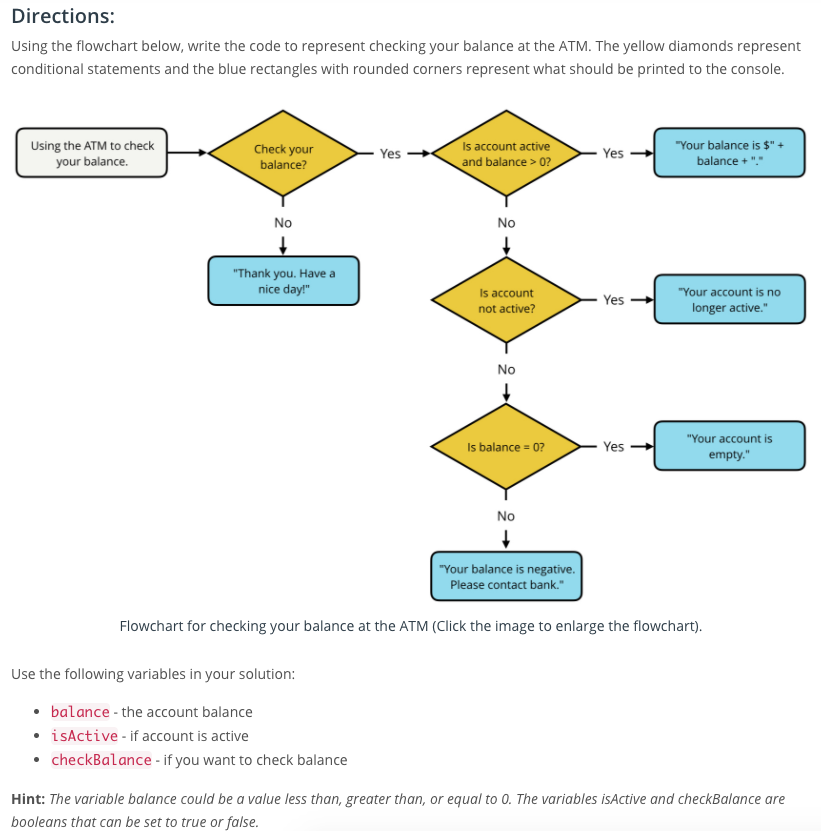 Directions:
Using the flowchart below, write the code to represent checking your balance at the ATM. The yellow diamonds represent
conditional statements and the blue rectangles with rounded corners represent what should be printed to the console.
Using the ATM to check
your balance.
Check your
balance?
Yes
Is account active
and balance > 0?
Yes
"Your balance is $" +
balance + "."
No
No
"Thank you. Have a
nice day!"
Is account
not active?
Yes
"Your account is no
longer active."
No
Is balance = 0?
Yes
"Your account is
empty."
No
"Your balance is negative.
Please contact bank."
Flowchart for checking your balance at the ATM (Click the image to enlarge the flowchart).
Use the following variables in your solution:
• balance - the account balance
• isActive - if account is active
• checkBalance - if you want to check balance
Hint: The variable balance could be a value less than, greater than, or equal to 0. The variables isActive and checkBalance are
booleans that can be set to true or false.